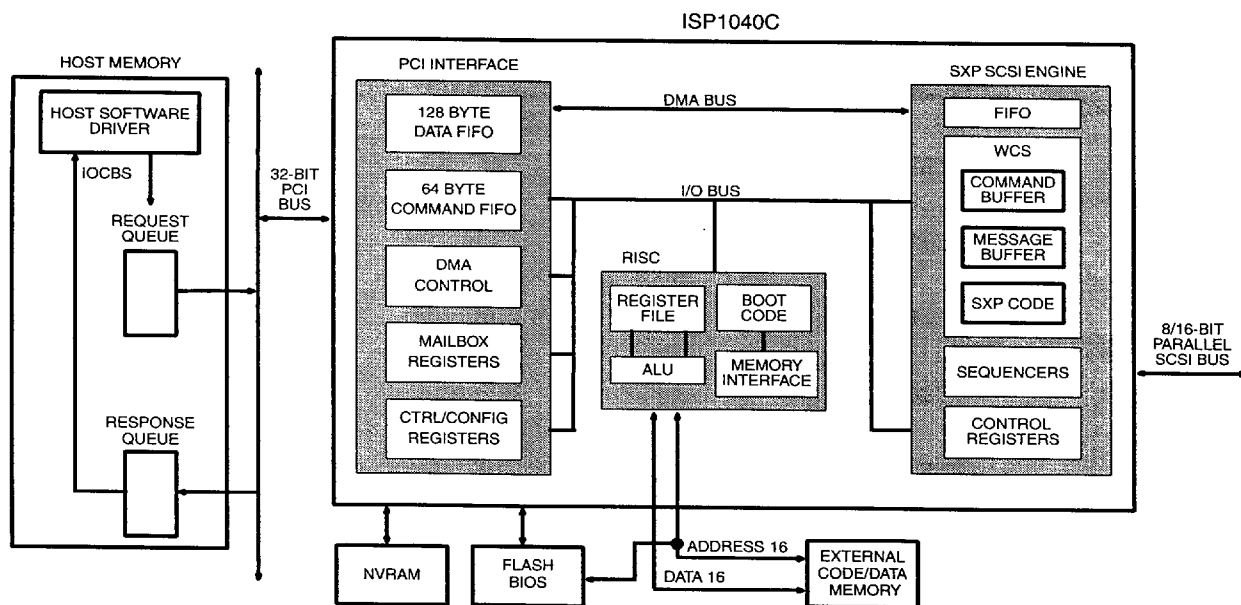 ISP1040C
HOST MEMORY
HOST SOFTWARE
DRIVER
IOCBS
REQUEST
QUEUE
RESPONSE
QUEUE
32-BIT
PCI
BUS
PCI INTERFACE
128 BYTE
DATA FIFO
64 BYTE
COMMAND FIFO
DMA
CONTROL
MAILBOX
REGISTERS
CTRL/CONFIG
REGISTERS
DMA BUS
I/O BUS
RISC
REGISTER
FILE
BOOT
CODE
ALU
MEMORY
INTERFACE
SXP SCSI ENGINE
FIFO
WCS
COMMAND
BUFFER
MESSAGE
BUFFER
SXP CODE
SEQUENCERS
CONTROL
REGISTERS
8/16-BIT
PARALLEL
SCSI BUS
NVRAM
FLASH
BIOS
ADDRESS 16
DATA 16
EXTERNAL
CODE/DATA
MEMORY